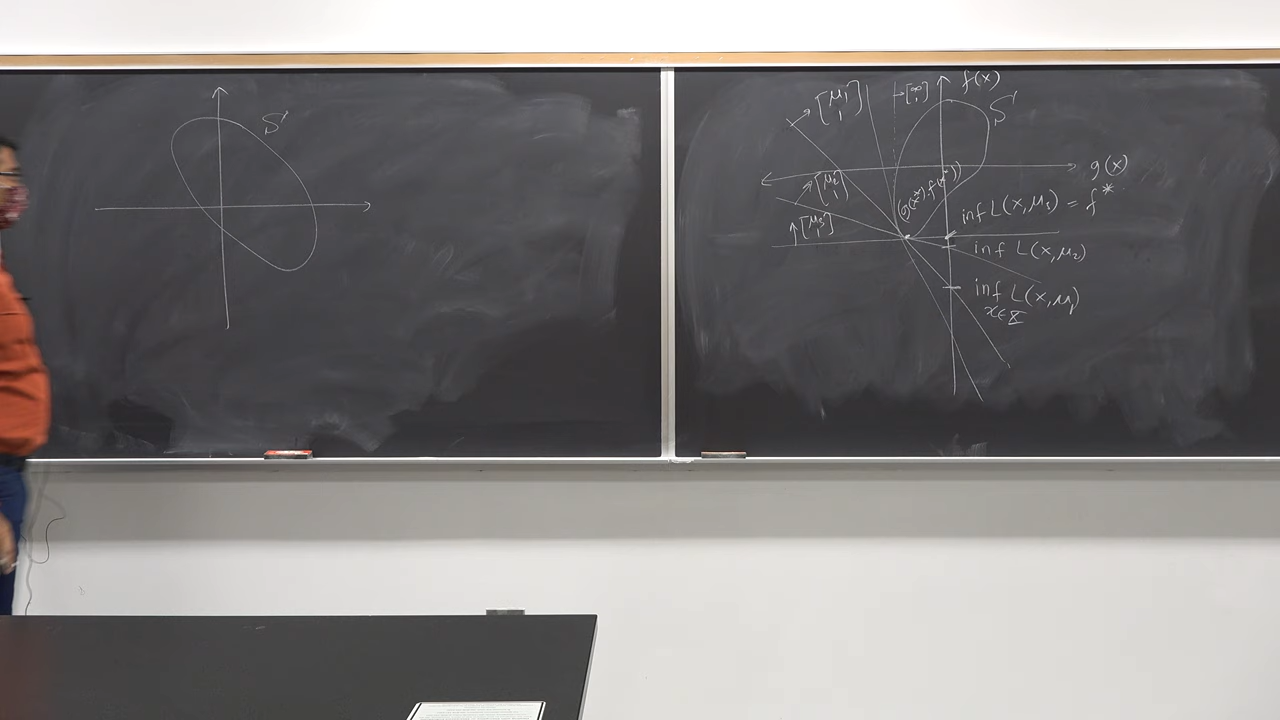 S
[μ₁ 1]
[∞ 1]
f(x)
S
g(x)
[μ₂ 1]
(g(x*), f(x*))
[μ₃ 1]
inf L(x, μ₃) = f*
inf L(x, μ₂)
inf L(x, μ₁)
x∈X